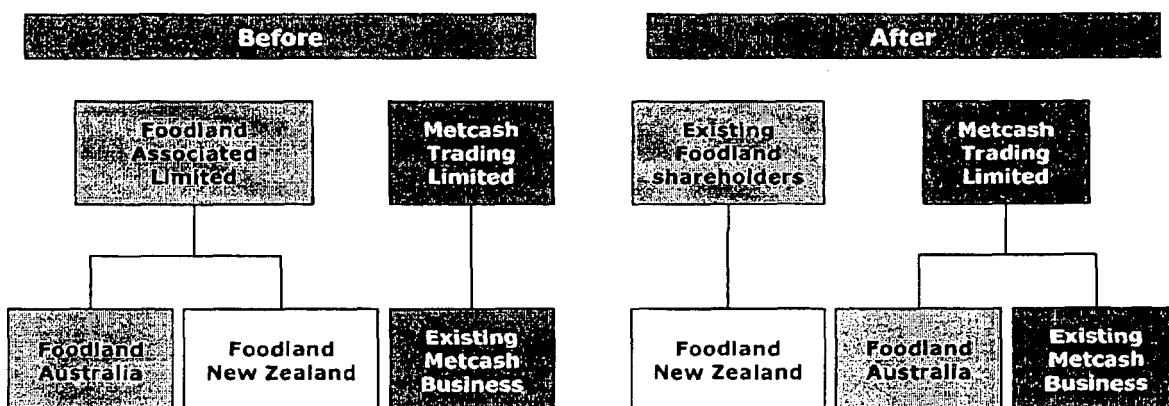 Before
After
Foodland
Associated
Limited
Metcash
Trading
Limited
Existing
Foodland
shareholders
Metcash
Trading
Limited
Foodland
Australia
Foodland
New Zealand
Existing
Metcash
Business
Foodland
New Zealand
Foodland
Australia
Existing
Metcash
Business